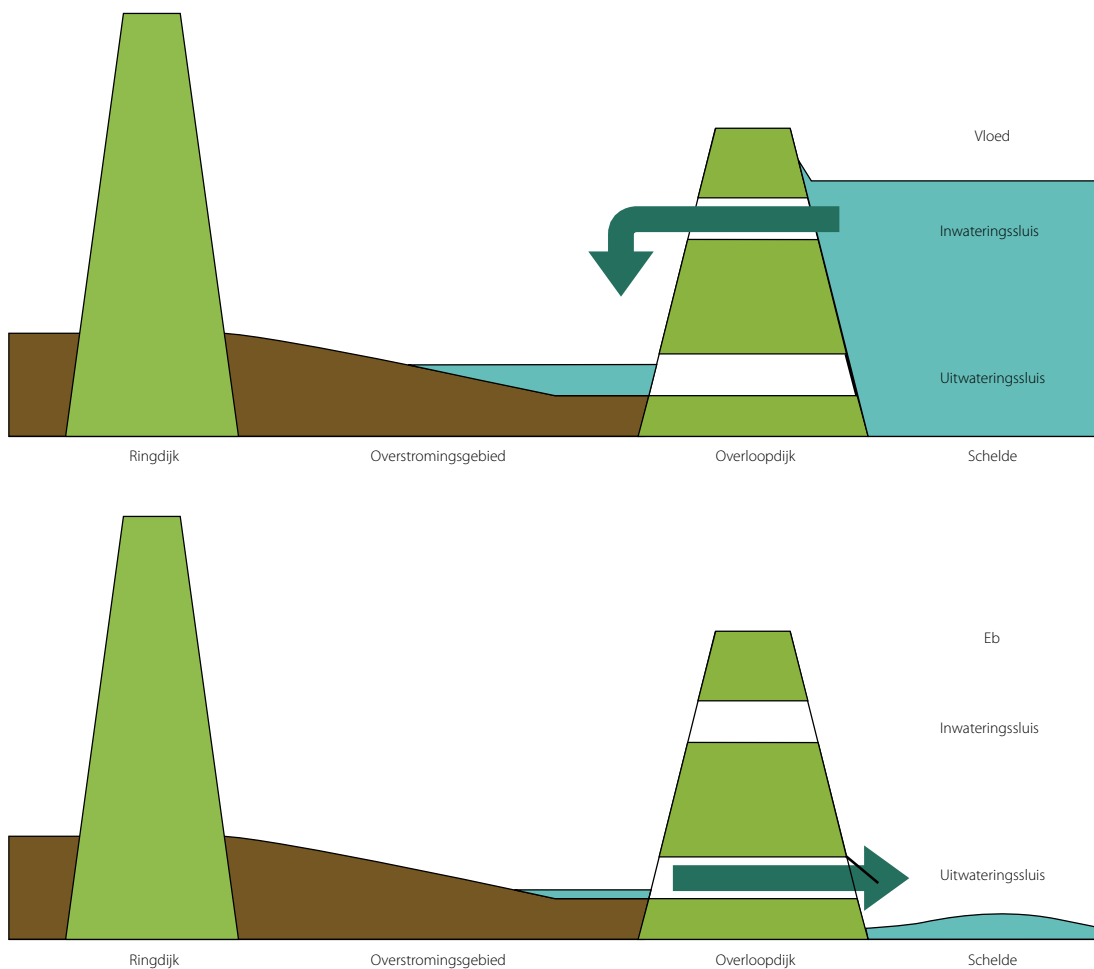 Vloed
Inwateringssluis
Uitwateringssluis
Ringdijk Overstromingsgebied Overloopdijk Schelde
Eb
Inwateringssluis
Uitwateringssluis
Ringdijk Overstromingsgebied Overloopdijk Schelde